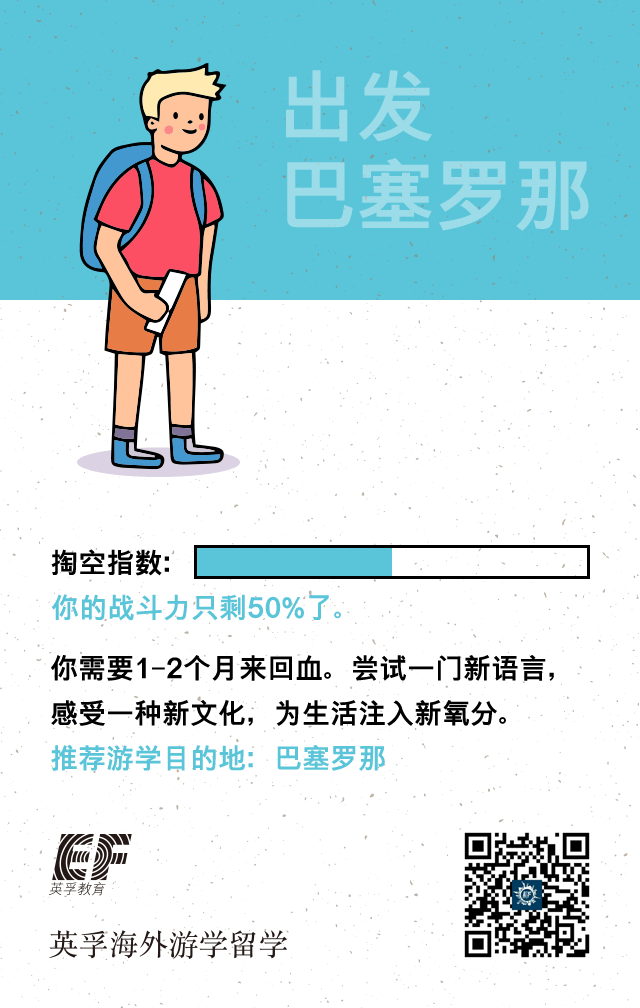 出发
巴塞罗那
掏空指数:
你的战斗力只剩50%了。
你需要1-2个月来回血。尝试一门新语言,
感受一种新文化，为生活注入新氧分。
推荐游学目的地：巴塞罗那
EF
英孚教育
英孚海外游学留学